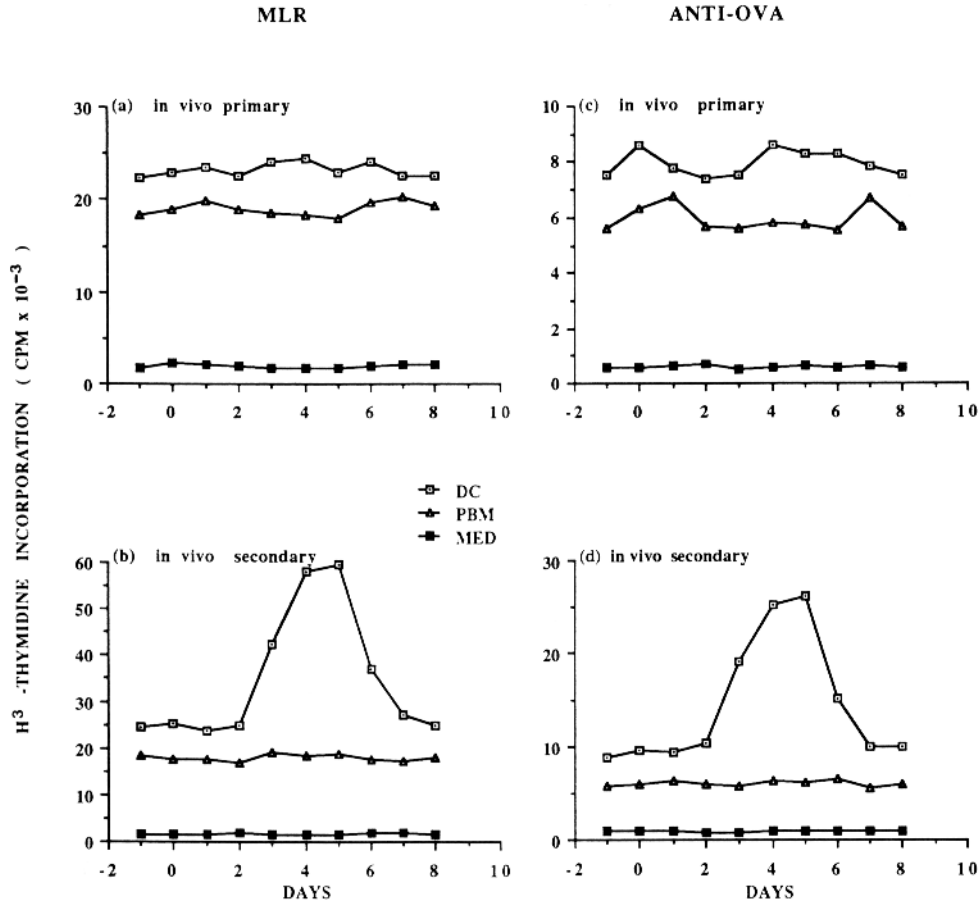 MLR
ANTI-OVA
H³ -THYMIDINE INCORPORATION ( CPM x 10⁻³ )
(a) in vivo primary
30
20
10
0
-2 0 2 4 6 8 10
(c) in vivo primary
10
8
6
4
2
0
-2 0 2 4 6 8 10
DC
PBM
MED
(b) in vivo secondary
60
50
40
30
20
10
0
-2 0 2 4 6 8 10
DAYS
(d) in vivo secondary
30
20
10
0
-2 0 2 4 6 8 10
DAYS